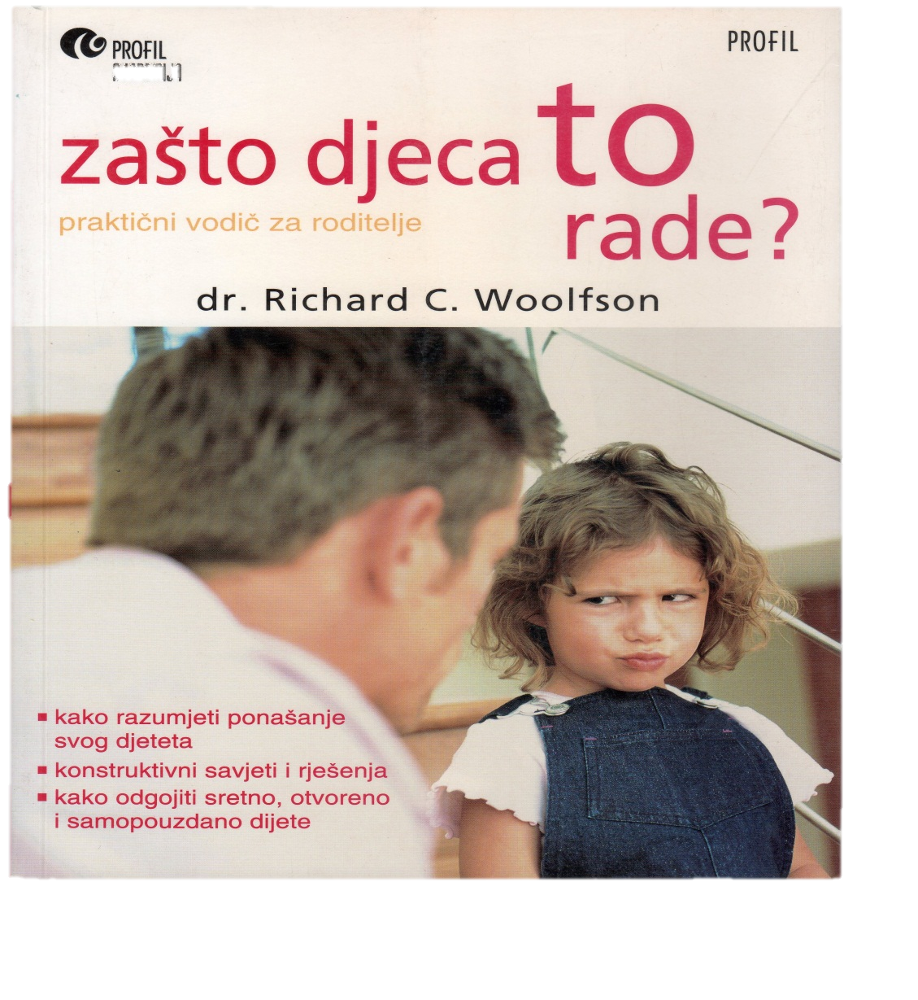 PROFIL
PROFIL
zašto djeca to
rade?
praktični vodič za roditelje
dr. Richard C. Woolfson
kako razumjeti ponašanje
svog djeteta
konstruktivni savjeti i rješenja
kako odgojiti sretno, otvoreno
i samopouzdano dijete